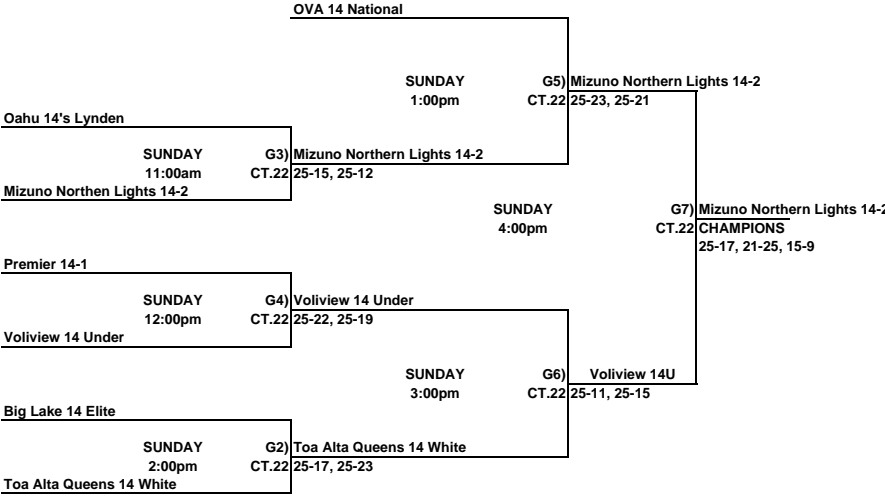 OVA 14 National
SUNDAY G5) Mizuno Northern Lights 14-2
1:00pm CT.22 25-23, 25-21
Oahu 14's Lynden
SUNDAY G3) Mizuno Northern Lights 14-2
11:00am CT.22 25-15, 25-12
Mizuno Northen Lights 14-2
SUNDAY G7) Mizuno Northern Lights 14-2
4:00pm CT.22 CHAMPIONS
25-17, 21-25, 15-9
Premier 14-1
SUNDAY G4) Voliview 14 Under
12:00pm CT.22 25-22, 25-19
Voliview 14 Under
SUNDAY G6) Voliview 14U
3:00pm CT.22 25-11, 25-15
Big Lake 14 Elite
SUNDAY G2) Toa Alta Queens 14 White
2:00pm CT.22 25-17, 25-23
Toa Alta Queens 14 White